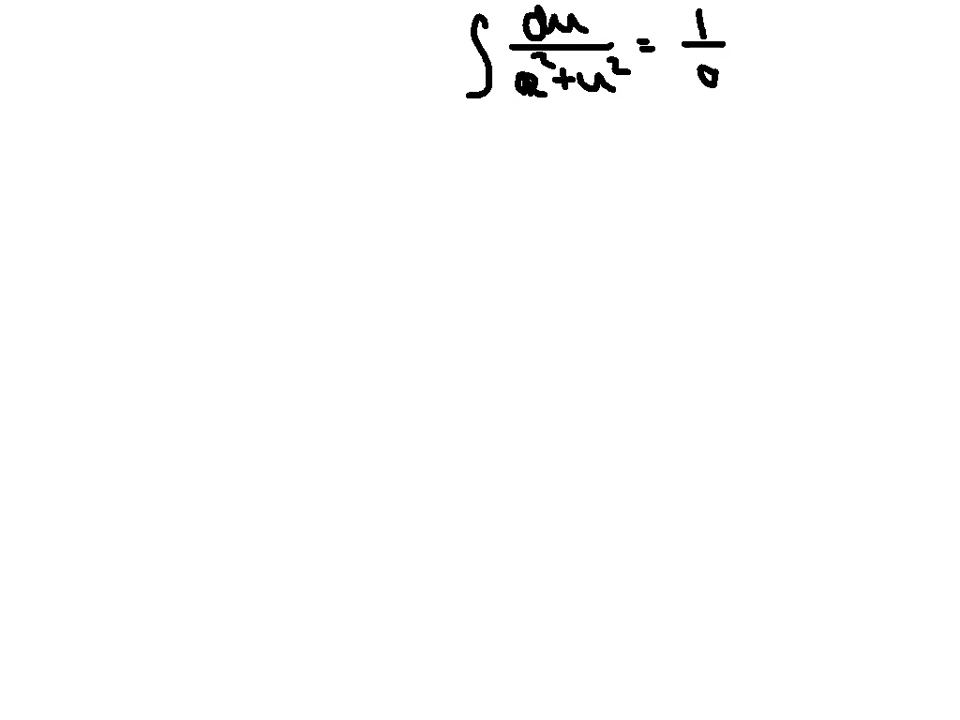 ∫ du/(a²+u²) = 1/a